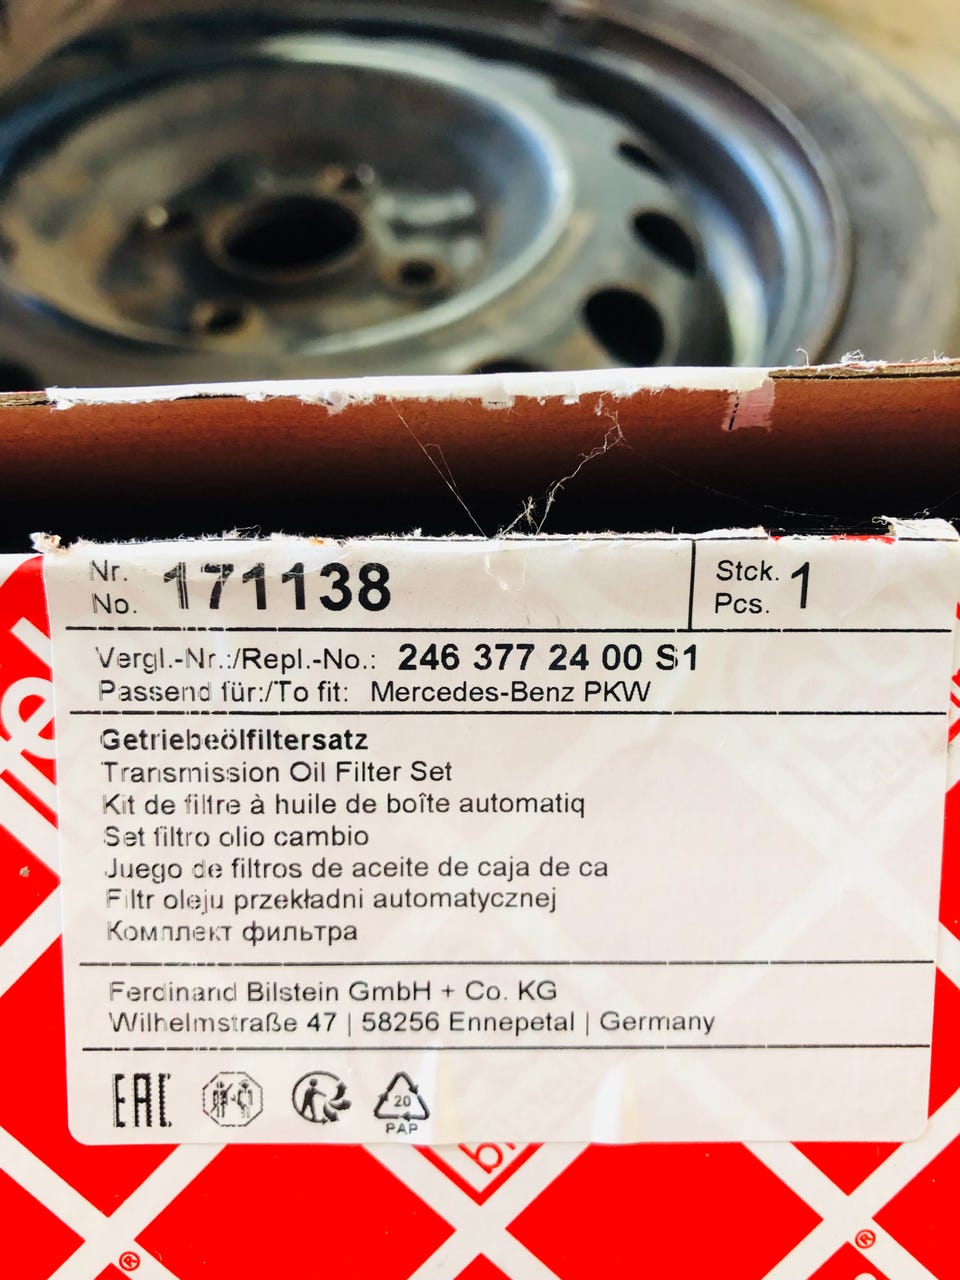 Nr.
No. 171138
Stck.
Pcs. 1
Vergl.-Nr.:/Repl.-No.: 246 377 24 00 S1
Passend für:/To fit: Mercedes-Benz PKW
Getriebeölfiltersatz
Transmission Oil Filter Set
Kit de filtre à huile de boîte automatiq
Set filtro olio cambio
Juego de filtros de aceite de caja de ca
Filtr oleju przekładni automatycznej
Комплект фильтра
Ferdinand Bilstein GmbH + Co. KG
Wilhelmstraße 47 | 58256 Ennepetal | Germany
EAC
20
PAP
®
®